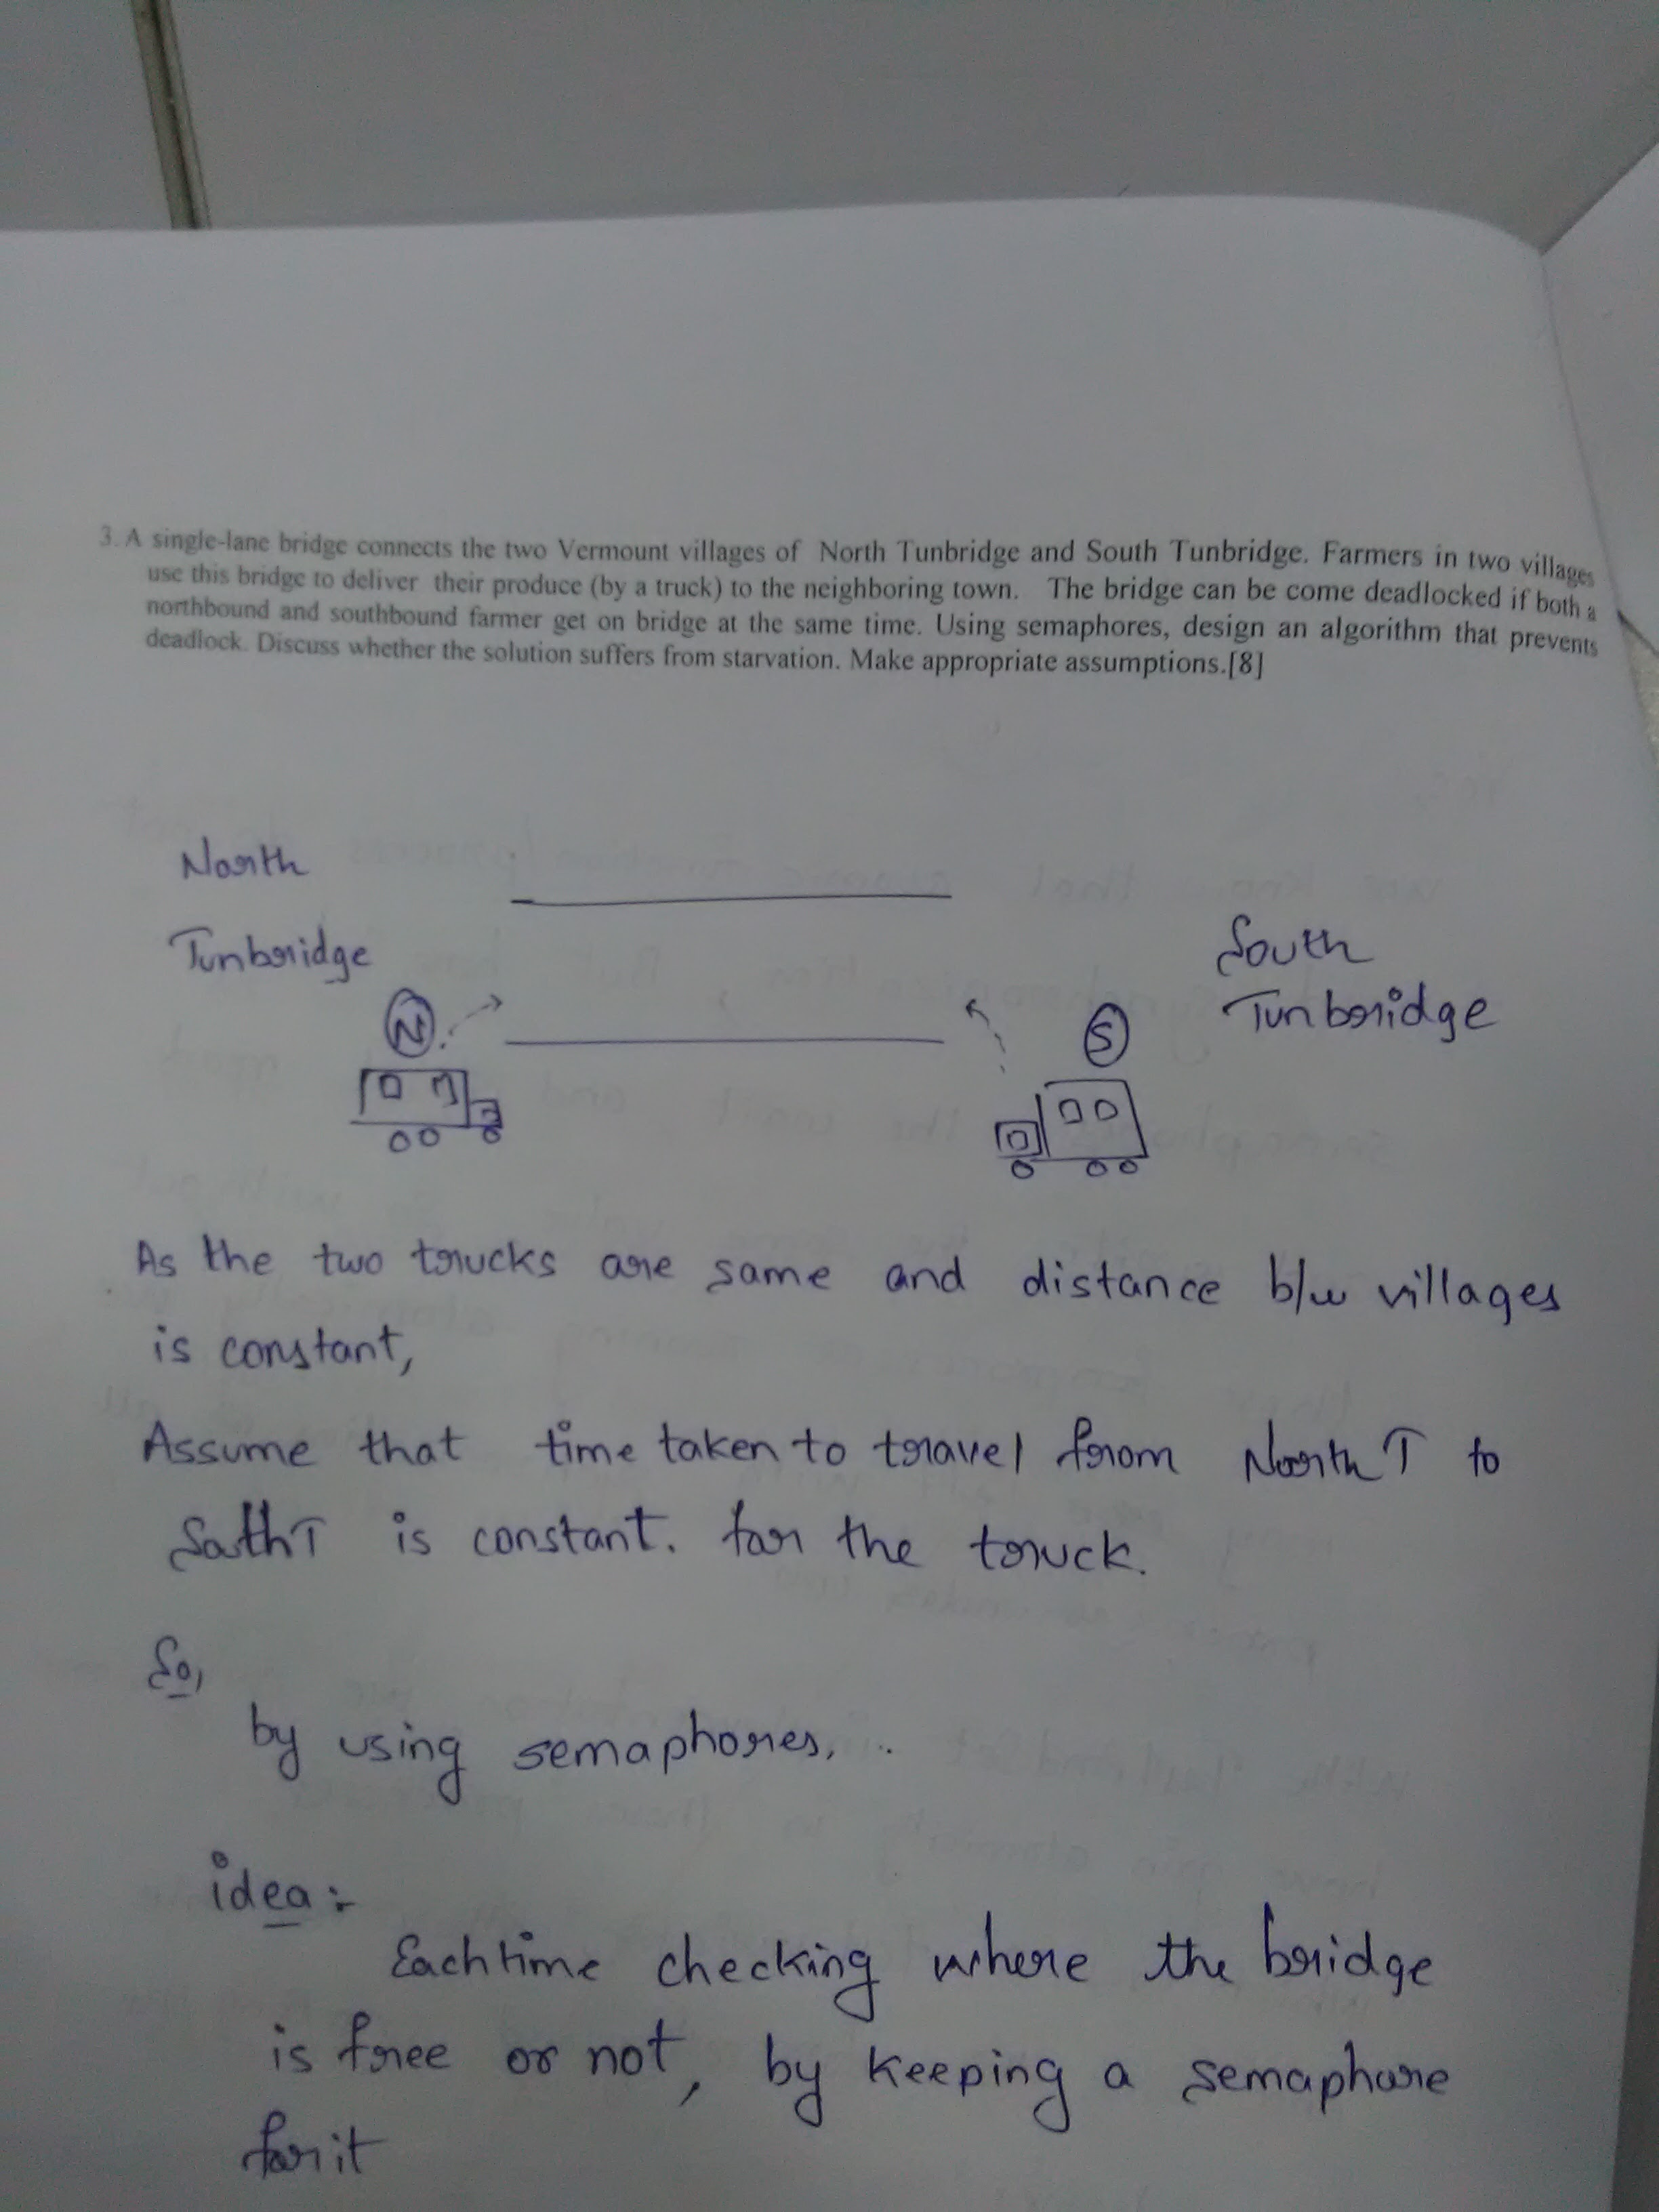 3. A single-lane bridge connects the two Vermount villages of North Tunbridge and South Tunbridge. Farmers in two villages
use this bridge to deliver their produce (by a truck) to the neighboring town. The bridge can be come deadlocked if both a
northbound and southbound farmer get on bridge at the same time. Using semaphores, design an algorithm that prevents
deadlock. Discuss whether the solution suffers from starvation. Make appropriate assumptions.[8]
North
Tunbridge
South
Tunbridge
N
S
As the two trucks are same and distance b/w villages
is constant,
Assume that time taken to travel from North T to
South T is constant. for the truck.
So,
by using semaphores,
idea :-
Each time checking where the bridge
is free or not, by keeping a semaphore
for it